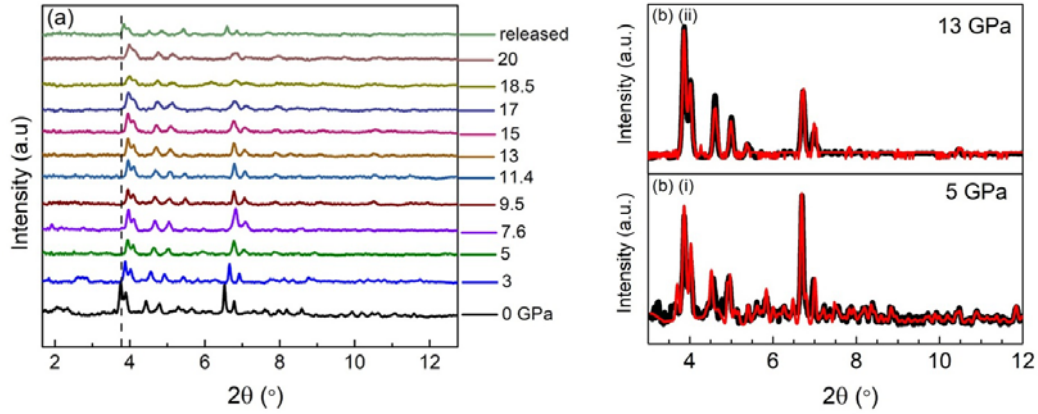 (a)
released
20
18.5
17
15
13
11.4
9.5
7.6
5
3
0 GPa
Intensity (a.u)
2 4 6 8 10 12
2θ (°)
(b) (ii)
13 GPa
Intensity (a.u.)
(b) (i)
5 GPa
Intensity (a.u.)
4 6 8 10 12
2θ (°)